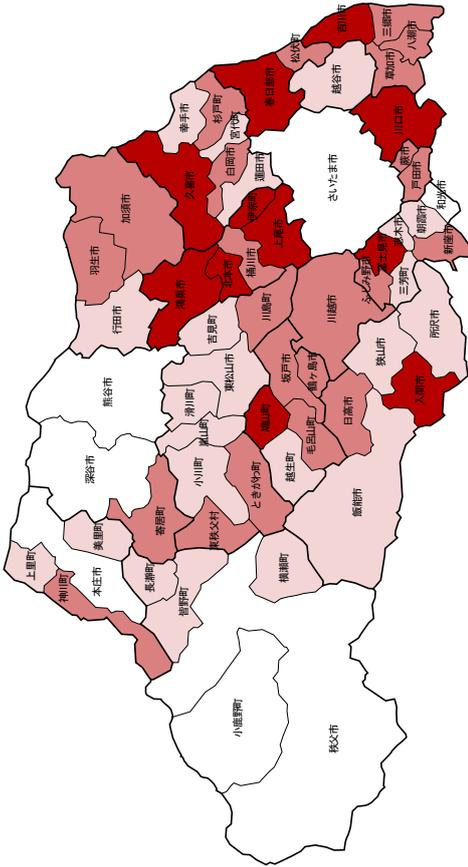 吉川市
三郷市
八潮市
松伏町
越谷市
草加市
春日部市
川口市
杉戸町
幸手市
宮代町
白岡市
蓮田市
さいたま市
蕨市
戸田市
和光市
久喜市
加須市
伊奈町
上尾市
朝霞市
志木市
新座市
羽生市
鴻巣市
北本市
桶川市
富士見市
ふじみ野市
三芳町
行田市
吉見町
川島町
川越市
所沢市
狭山市
東松山市
坂戸市
鶴ヶ島市
入間市
熊谷市
滑川町
嵐山町
鳩山町
毛呂山町
日高市
深谷市
小川町
ときがわ町
越生町
飯能市
寄居町
東秩父村
美里町
上里町
神川町
本庄市
長瀞町
皆野町
横瀬町
小鹿野町
秩父市